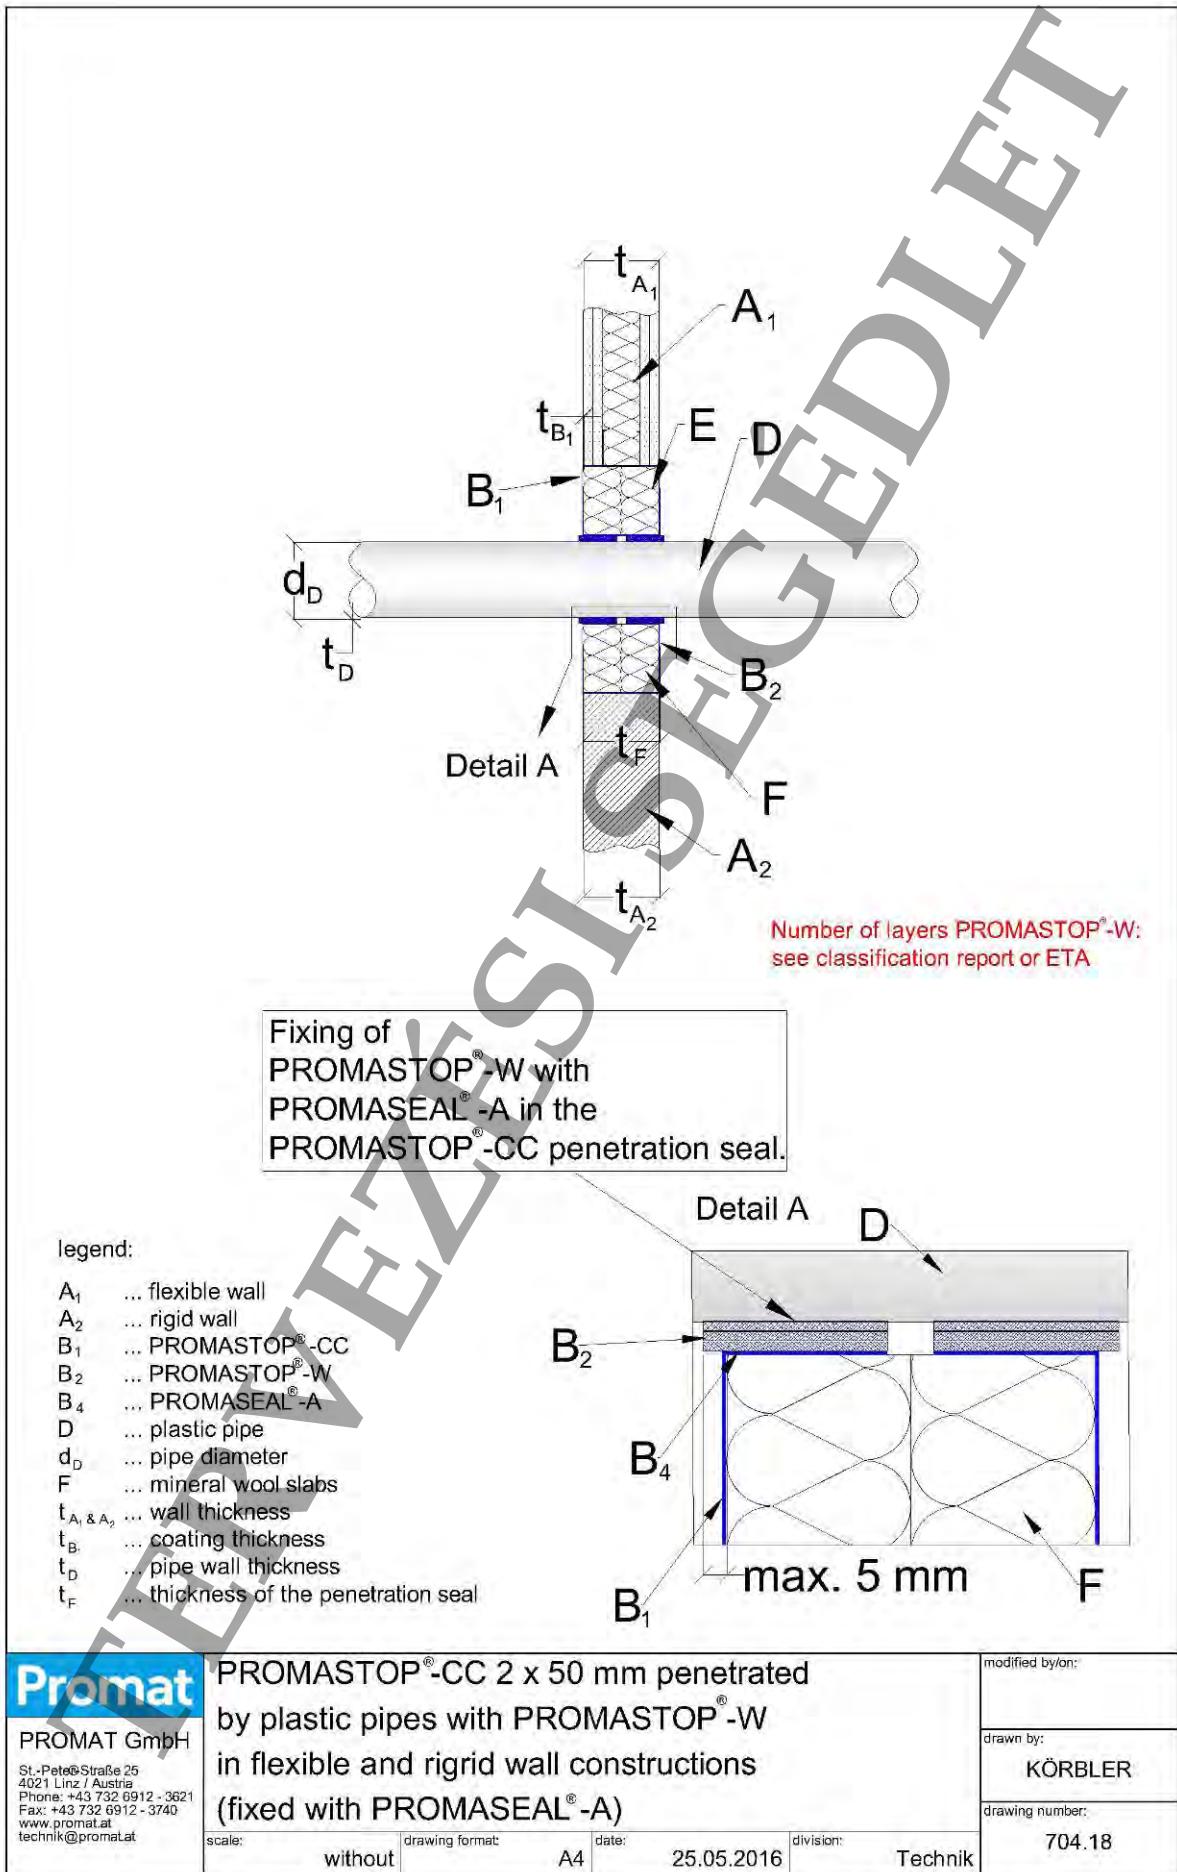 tA1
A1
tB1
E
D
B1
dD
tD
B2
Detail A
tF
F
A2
tA2
Number of layers PROMASTOP®-W:
see classification report or ETA
Fixing of
PROMASTOP®-W with
PROMASEAL®-A in the
PROMASTOP®-CC penetration seal.
Detail A
D
B2
B4
max. 5 mm
F
B1
legend:
A1 ... flexible wall
A2 ... rigid wall
B1 ... PROMASTOP®-CC
B2 ... PROMASTOP®-W
B4 ... PROMASEAL®-A
D ... plastic pipe
dD ... pipe diameter
F ... mineral wool slabs
tA1 & A2 ... wall thickness
tB ... coating thickness
tD ... pipe wall thickness
tF ... thickness of the penetration seal
TERVEZÉSI SEGÉDLET
Promat
PROMAT GmbH
St.-Peter-Straße 25
4021 Linz / Austria
Phone: +43 732 6912 - 3621
Fax: +43 732 6912 - 3740
www.promat.at
technik@promat.at
PROMASTOP®-CC 2 x 50 mm penetrated
by plastic pipes with PROMASTOP®-W
in flexible and rigid wall constructions
(fixed with PROMASEAL®-A)
scale: without
drawing format: A4
date: 25.05.2016
division: Technik
modified by/on:
drawn by:
KÖRBLER
drawing number:
704.18